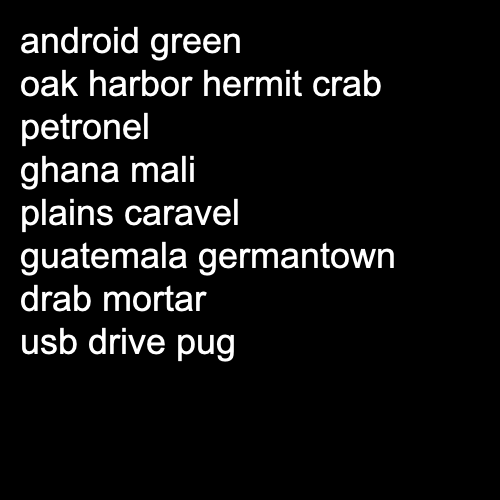 android green
oak harbor hermit crab
petronel
ghana mali
plains caravel
guatemala germantown
drab mortar
usb drive pug